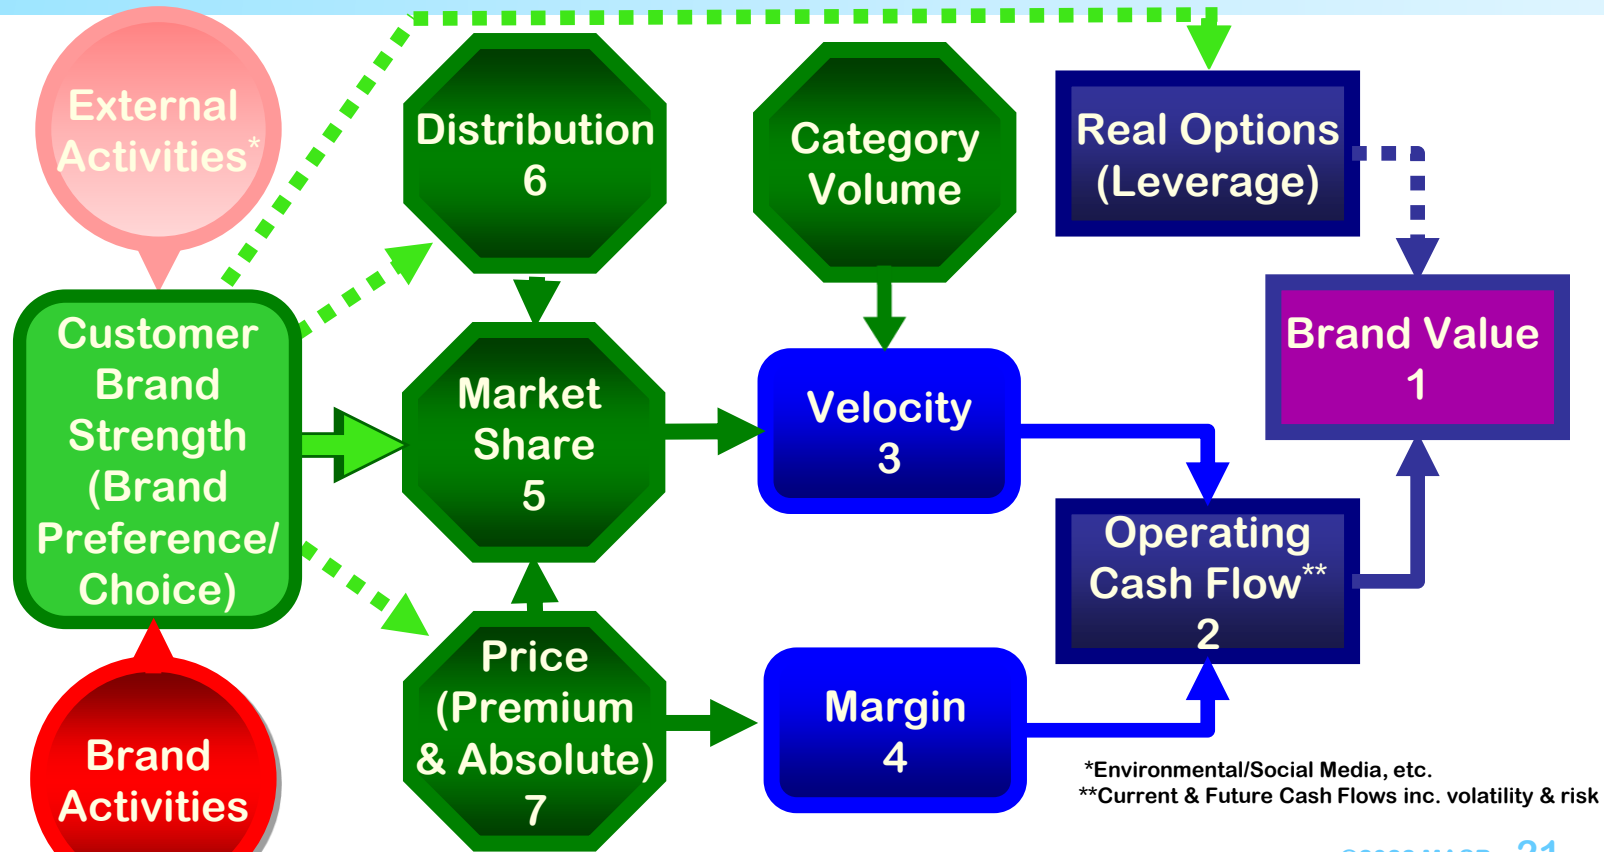 External
Activities*
Customer
Brand
Strength
(Brand
Preference/
Choice)
Brand
Activities
Distribution
6
Market
Share
5
Price
(Premium
& Absolute)
7
Category
Volume
Velocity
3
Margin
4
Real Options
(Leverage)
Operating
Cash Flow**
2
Brand Value
1
*Environmental/Social Media, etc.
**Current & Future Cash Flows inc. volatility & risk
21